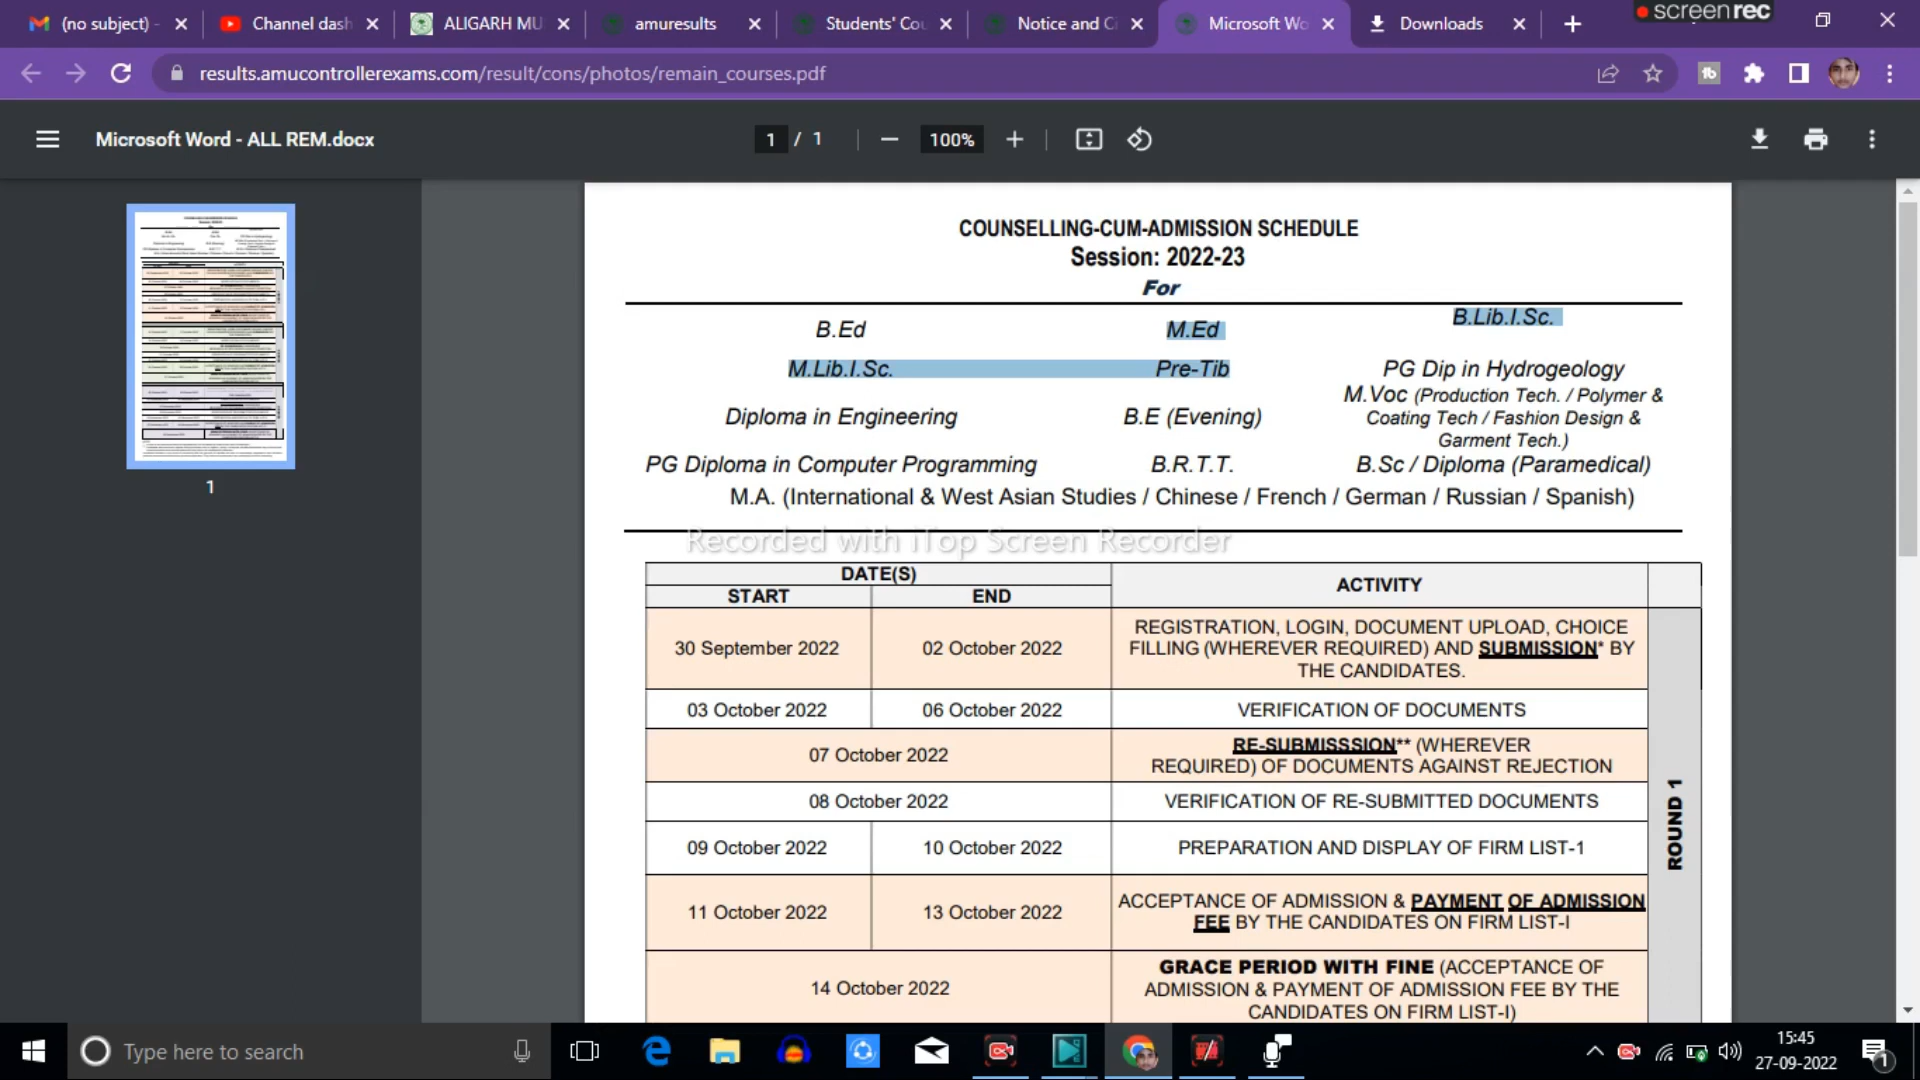 (no subject) -
Channel dash
ALIGARH MU
amuresults
Students' Cou
Notice and Ci
Microsoft Wo
Downloads
screenrec
results.amucontrollerexams.com/result/cons/photos/remain_courses.pdf
Microsoft Word - ALL REM.docx
1 / 1
100%
1
COUNSELLING-CUM-ADMISSION SCHEDULE
Session: 2022-23
For
B.Ed M.Ed B.Lib.I.Sc.
M.Lib.I.Sc. Pre-Tib PG Dip in Hydrogeology
Diploma in Engineering B.E (Evening) M.Voc (Production Tech. / Polymer &
Coating Tech / Fashion Design &
Garment Tech.)
PG Diploma in Computer Programming B.R.T.T. B.Sc / Diploma (Paramedical)
M.A. (International & West Asian Studies / Chinese / French / German / Russian / Spanish)
Recorded with iTop Screen Recorder
DATE(S)
START END ACTIVITY
30 September 2022 02 October 2022 REGISTRATION, LOGIN, DOCUMENT UPLOAD, CHOICE
FILLING (WHEREVER REQUIRED) AND SUBMISSION* BY
THE CANDIDATES.
03 October 2022 06 October 2022 VERIFICATION OF DOCUMENTS
07 October 2022 RE-SUBMISSSION** (WHEREVER
REQUIRED) OF DOCUMENTS AGAINST REJECTION
08 October 2022 VERIFICATION OF RE-SUBMITTED DOCUMENTS
09 October 2022 10 October 2022 PREPARATION AND DISPLAY OF FIRM LIST-1
11 October 2022 13 October 2022 ACCEPTANCE OF ADMISSION & PAYMENT OF ADMISSION
FEE BY THE CANDIDATES ON FIRM LIST-I
14 October 2022 GRACE PERIOD WITH FINE (ACCEPTANCE OF
ADMISSION & PAYMENT OF ADMISSION FEE BY THE
CANDIDATES ON FIRM LIST-I)
ROUND 1
Type here to search
15:45
27-09-2022
1